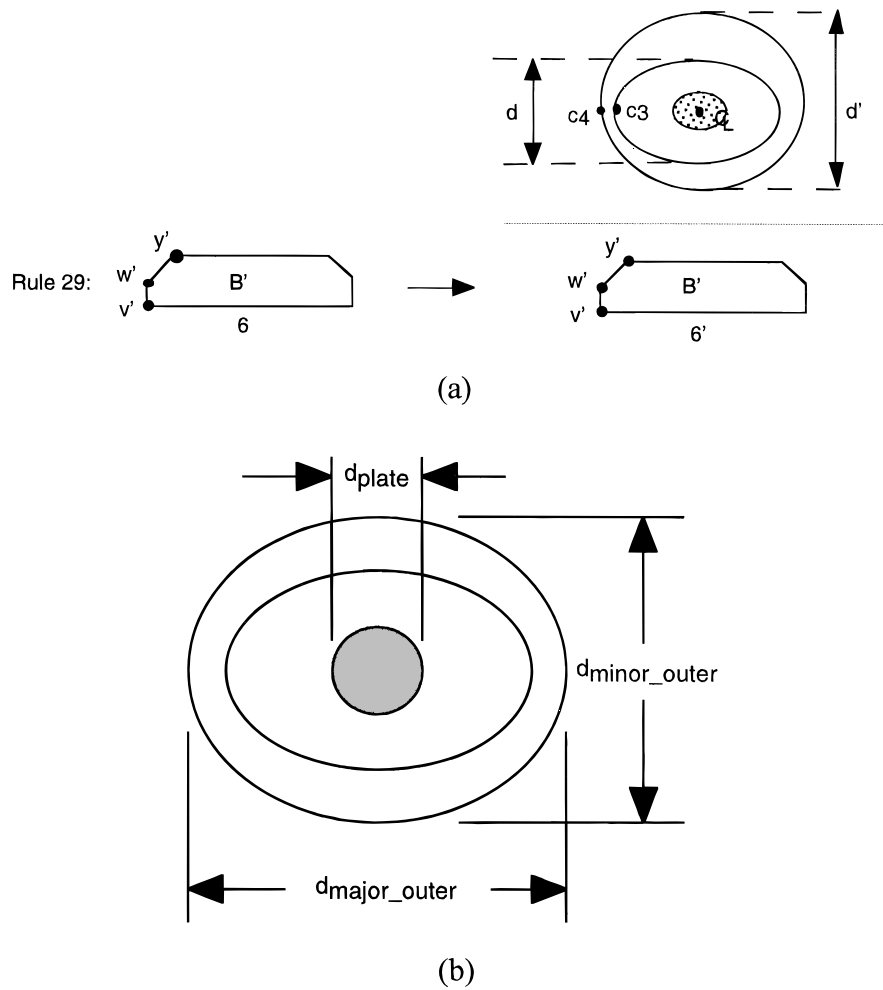 d
c4
c3
C
L
d'
y'
y'
Rule 29:
w'
B'
w'
B'
v'
v'
6
6'
(a)
dplate
dminor_outer
dmajor_outer
(b)